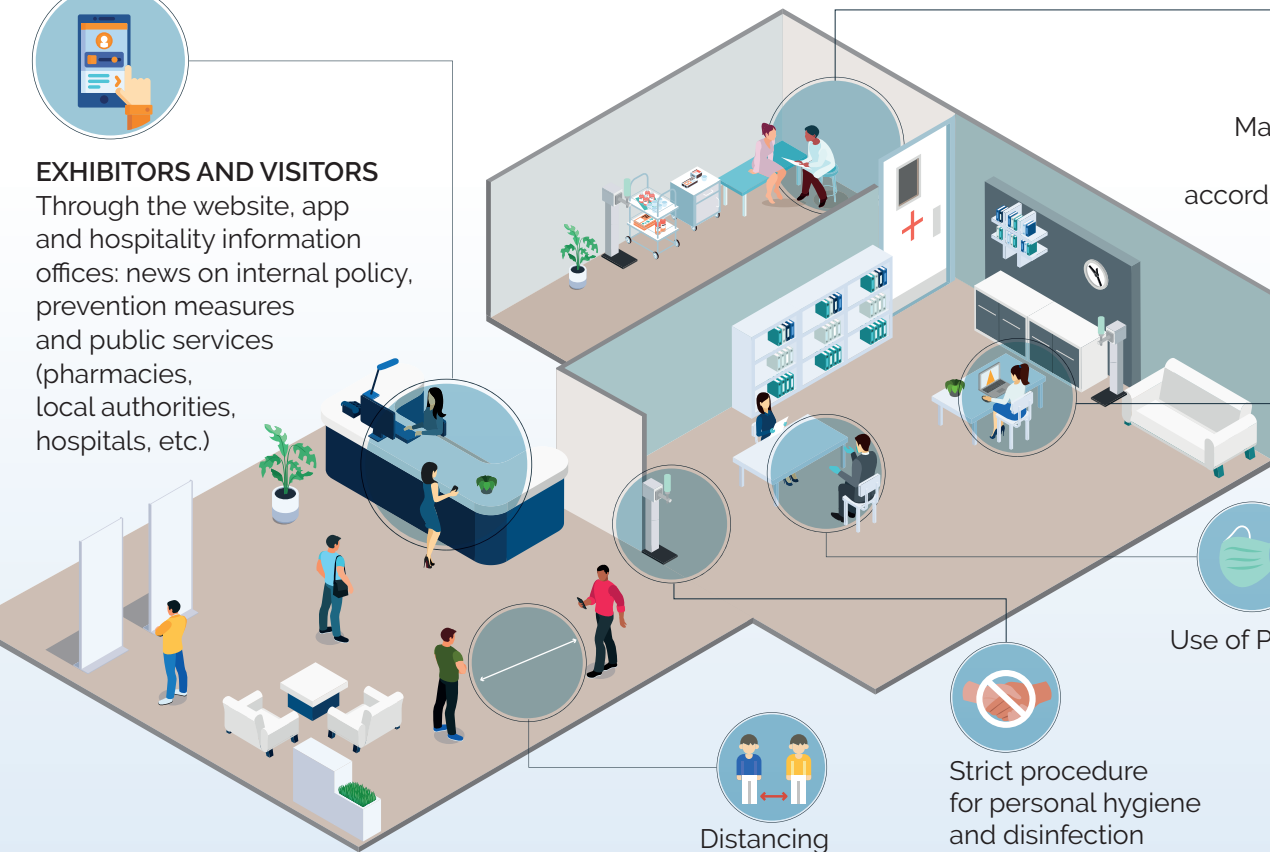 EXHIBITORS AND VISITORS
Through the website, app
and hospitality information
offices: news on internal policy,
prevention measures
and public services
(pharmacies,
local authorities,
hospitals, etc.)
Ma
accord
Use of P
Distancing
Strict procedure
for personal hygiene
and disinfection